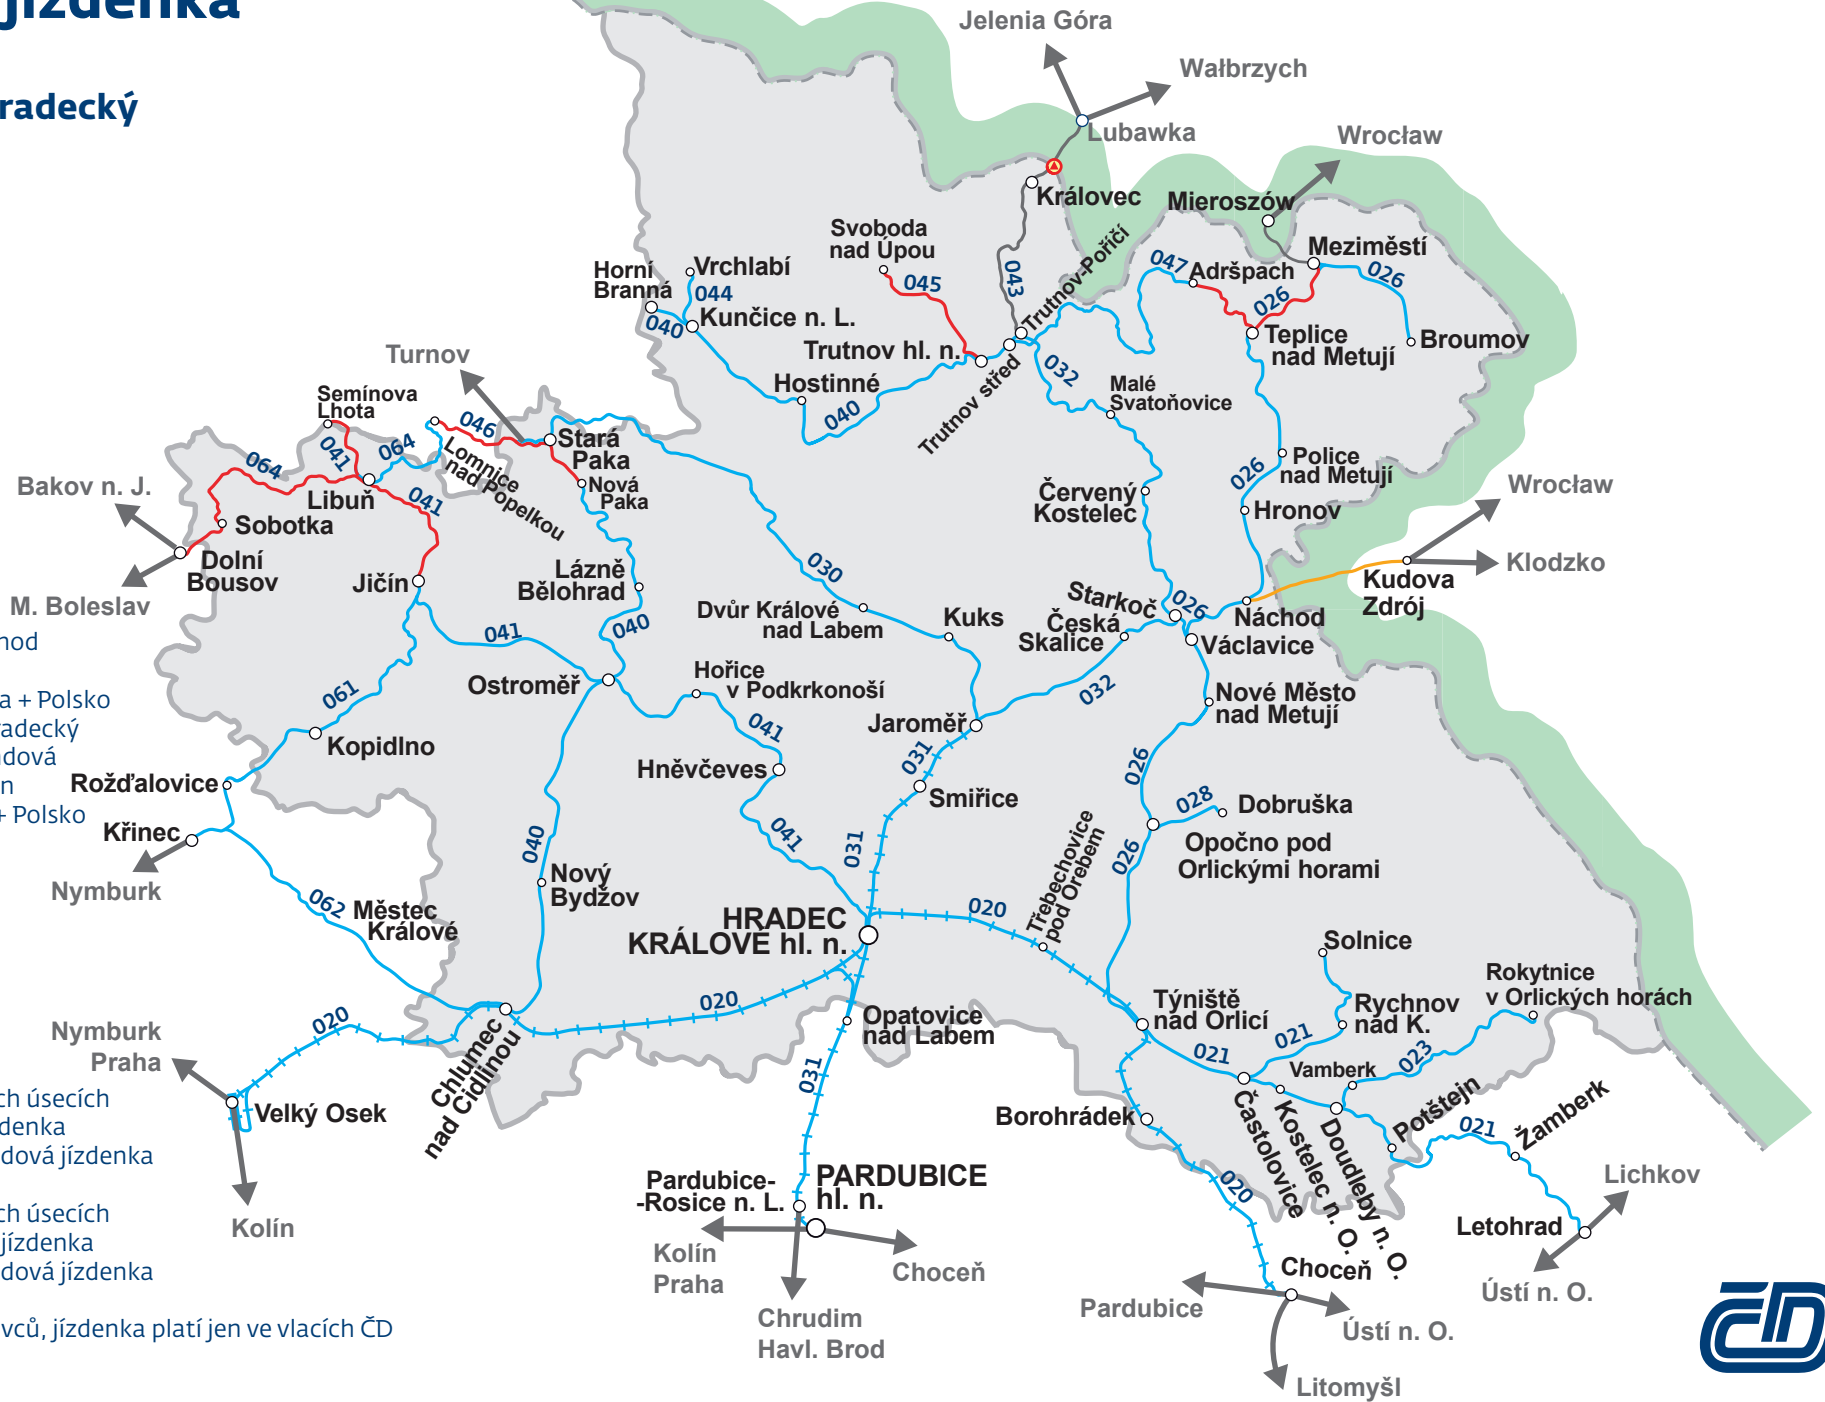 jízdenka
radecký
Jelenia Góra
Wałbrzych
Lubawka
Wrocław
Královec
Mieroszów
Meziměstí
Svoboda
nad Úpou
045
043
Trutnov-Poříčí
047
Adršpach
026
026
Horní
Branná
Vrchlabí
044
040
Kunčice n. L.
Trutnov hl. n.
Trutnov střed
Teplice
nad Metují
Broumov
Hostinné
040
032
Malé
Svatoňovice
Turnov
Semínova
Lhota
041
064
046
Lomnice
nad Popelkou
Stará
Paka
Nová
Paka
064
Libuň
041
Bakov n. J.
Sobotka
Dolní
Bousov
M. Boleslav
Jičín
Lázně
Bělohrad
040
030
Červený
Kostelec
Police
nad Metují
026
Hronov
Wrocław
Klodzko
Kudova
Zdrój
Dvůr Králové
nad Labem
Kuks
Starkoč
026
Náchod
Česká
Skalice
Václavice
hod
a + Polsko
radecký
dová
n
+ Polsko
041
061
Ostroměř
Hořice
v Podkrkonoší
032
Nové Město
nad Metují
Kopidlno
041
Jaroměř
031
Hněvčeves
Smiřice
026
Rožďalovice
Křinec
Nymburk
028
Dobruška
Opočno pod
Orlickými horami
026
041
031
040
Nový
Bydžov
Třebechovice
pod Orebem
062
Městec
Králové
HRADEC
KRÁLOVÉ hl. n.
020
Solnice
Rokytnice
v Orlických horách
020
020
Nymburk
Praha
Chlumec
nad Cidlinou
Opatovice
nad Labem
Týniště
nad Orlicí
Rychnov
nad K.
021
021
Vamberk
023
031
Velký Osek
Kolín
ch úsecích
denka
dová jízdenka
ch úsecích
jízdenka
dová jízdenka
vců, jízdenka platí jen ve vlacích ČD
Borohrádek
Častolovice
Kostelec n. O.
Doudleby n. O.
Potštejn
021
Žamberk
Lichkov
Letohrad
Ústí n. O.
020
Pardubice-
-Rosice n. L.
PARDUBICE
hl. n.
Kolín
Praha
Choceň
Chrudim
Havl. Brod
Choceň
Pardubice
Ústí n. O.
Litomyšl
ČD